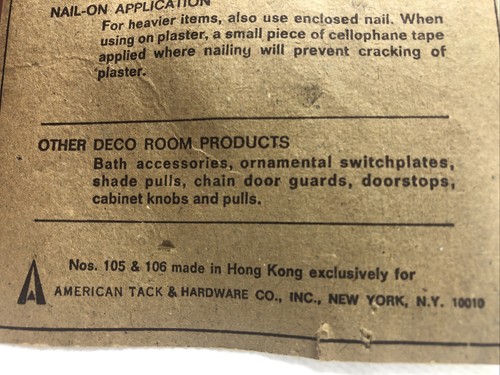 NAIL-ON APPLICATION
For heavier items, also use enclosed nail. When
using on plaster, a small piece of cellophane tape
applied where nailing will prevent cracking of
plaster.
OTHER DECO ROOM PRODUCTS
Bath accessories, ornamental switchplates,
shade pulls, chain door guards, doorstops,
cabinet knobs and pulls.
Nos. 105 & 106 made in Hong Kong exclusively for
AMERICAN TACK & HARDWARE CO., INC., NEW YORK, N.Y. 10010